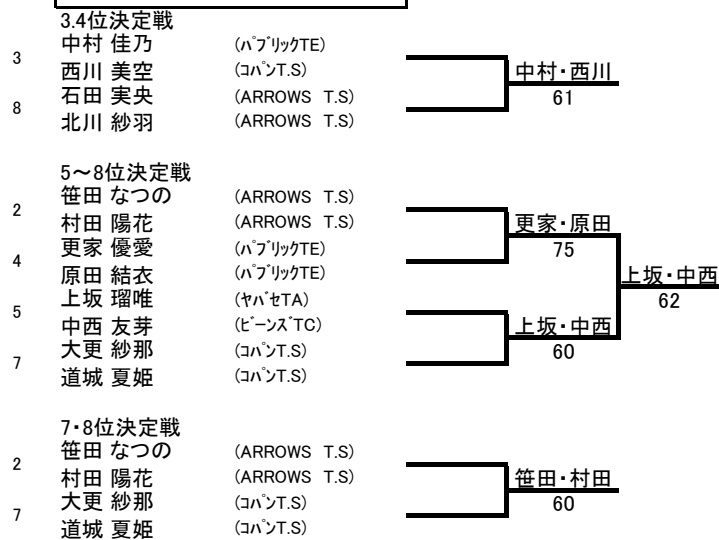 3.4位決定戦
3 中村 佳乃 (ﾊﾟﾌﾞﾘｯｸTE)
西川 美空 (ｺﾊﾟﾝT.S) 中村・西川
8 石田 実央 (ARROWS T.S) 61
北川 紗羽 (ARROWS T.S)
5～8位決定戦
2 笹田 なつの (ARROWS T.S)
村田 陽花 (ARROWS T.S) 更家・原田
4 更家 優愛 (ﾊﾟﾌﾞﾘｯｸTE) 75
原田 結衣 (ﾊﾟﾌﾞﾘｯｸTE) 上坂・中西
5 上坂 瑠唯 (ﾔﾊﾞｾTA) 62
中西 友芽 (ﾋﾞｰﾝｽﾞTC) 上坂・中西
7 大更 紗那 (ｺﾊﾟﾝT.S) 60
道城 夏姫 (ｺﾊﾟﾝT.S)
7・8位決定戦
2 笹田 なつの (ARROWS T.S)
村田 陽花 (ARROWS T.S) 笹田・村田
7 大更 紗那 (ｺﾊﾟﾝT.S) 60
道城 夏姫 (ｺﾊﾟﾝT.S)